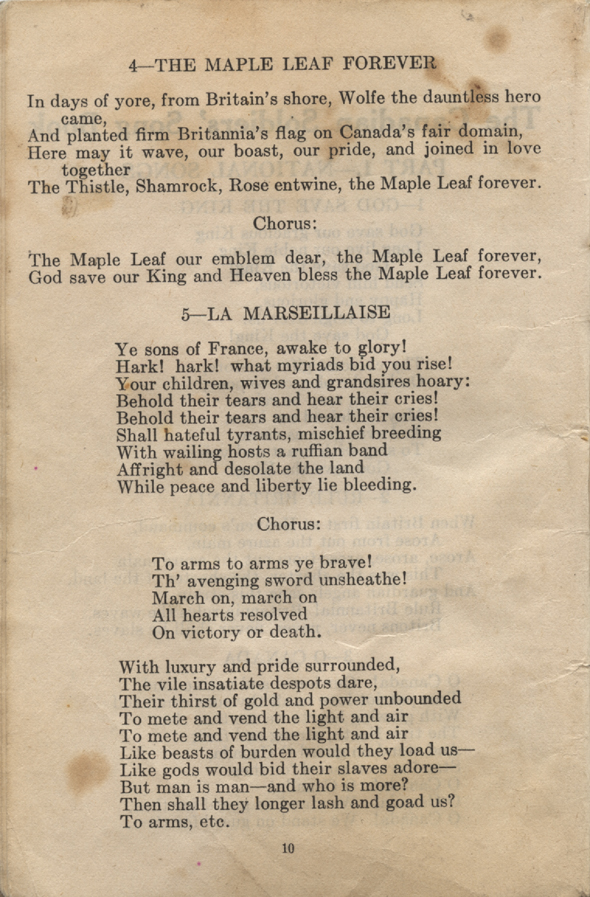 4—THE MAPLE LEAF FOREVER
In days of yore, from Britain's shore, Wolfe the dauntless hero
came,
And planted firm Britannia's flag on Canada's fair domain,
Here may it wave, our boast, our pride, and joined in love
together
The Thistle, Shamrock, Rose entwine, the Maple Leaf forever.
Chorus:
The Maple Leaf our emblem dear, the Maple Leaf forever,
God save our King and Heaven bless the Maple Leaf forever.
5—LA MARSEILLAISE
Ye sons of France, awake to glory!
Hark! hark! what myriads bid you rise!
Your children, wives and grandsires hoary:
Behold their tears and hear their cries!
Behold their tears and hear their cries!
Shall hateful tyrants, mischief breeding
With wailing hosts a ruffian band
Affright and desolate the land
While peace and liberty lie bleeding.
Chorus:
To arms to arms ye brave!
Th' avenging sword unsheathe!
March on, march on
All hearts resolved
On victory or death.
With luxury and pride surrounded,
The vile insatiate despots dare,
Their thirst of gold and power unbounded
To mete and vend the light and air
To mete and vend the light and air
Like beasts of burden would they load us—
Like gods would bid their slaves adore—
But man is man—and who is more?
Then shall they longer lash and goad us?
To arms, etc.
10